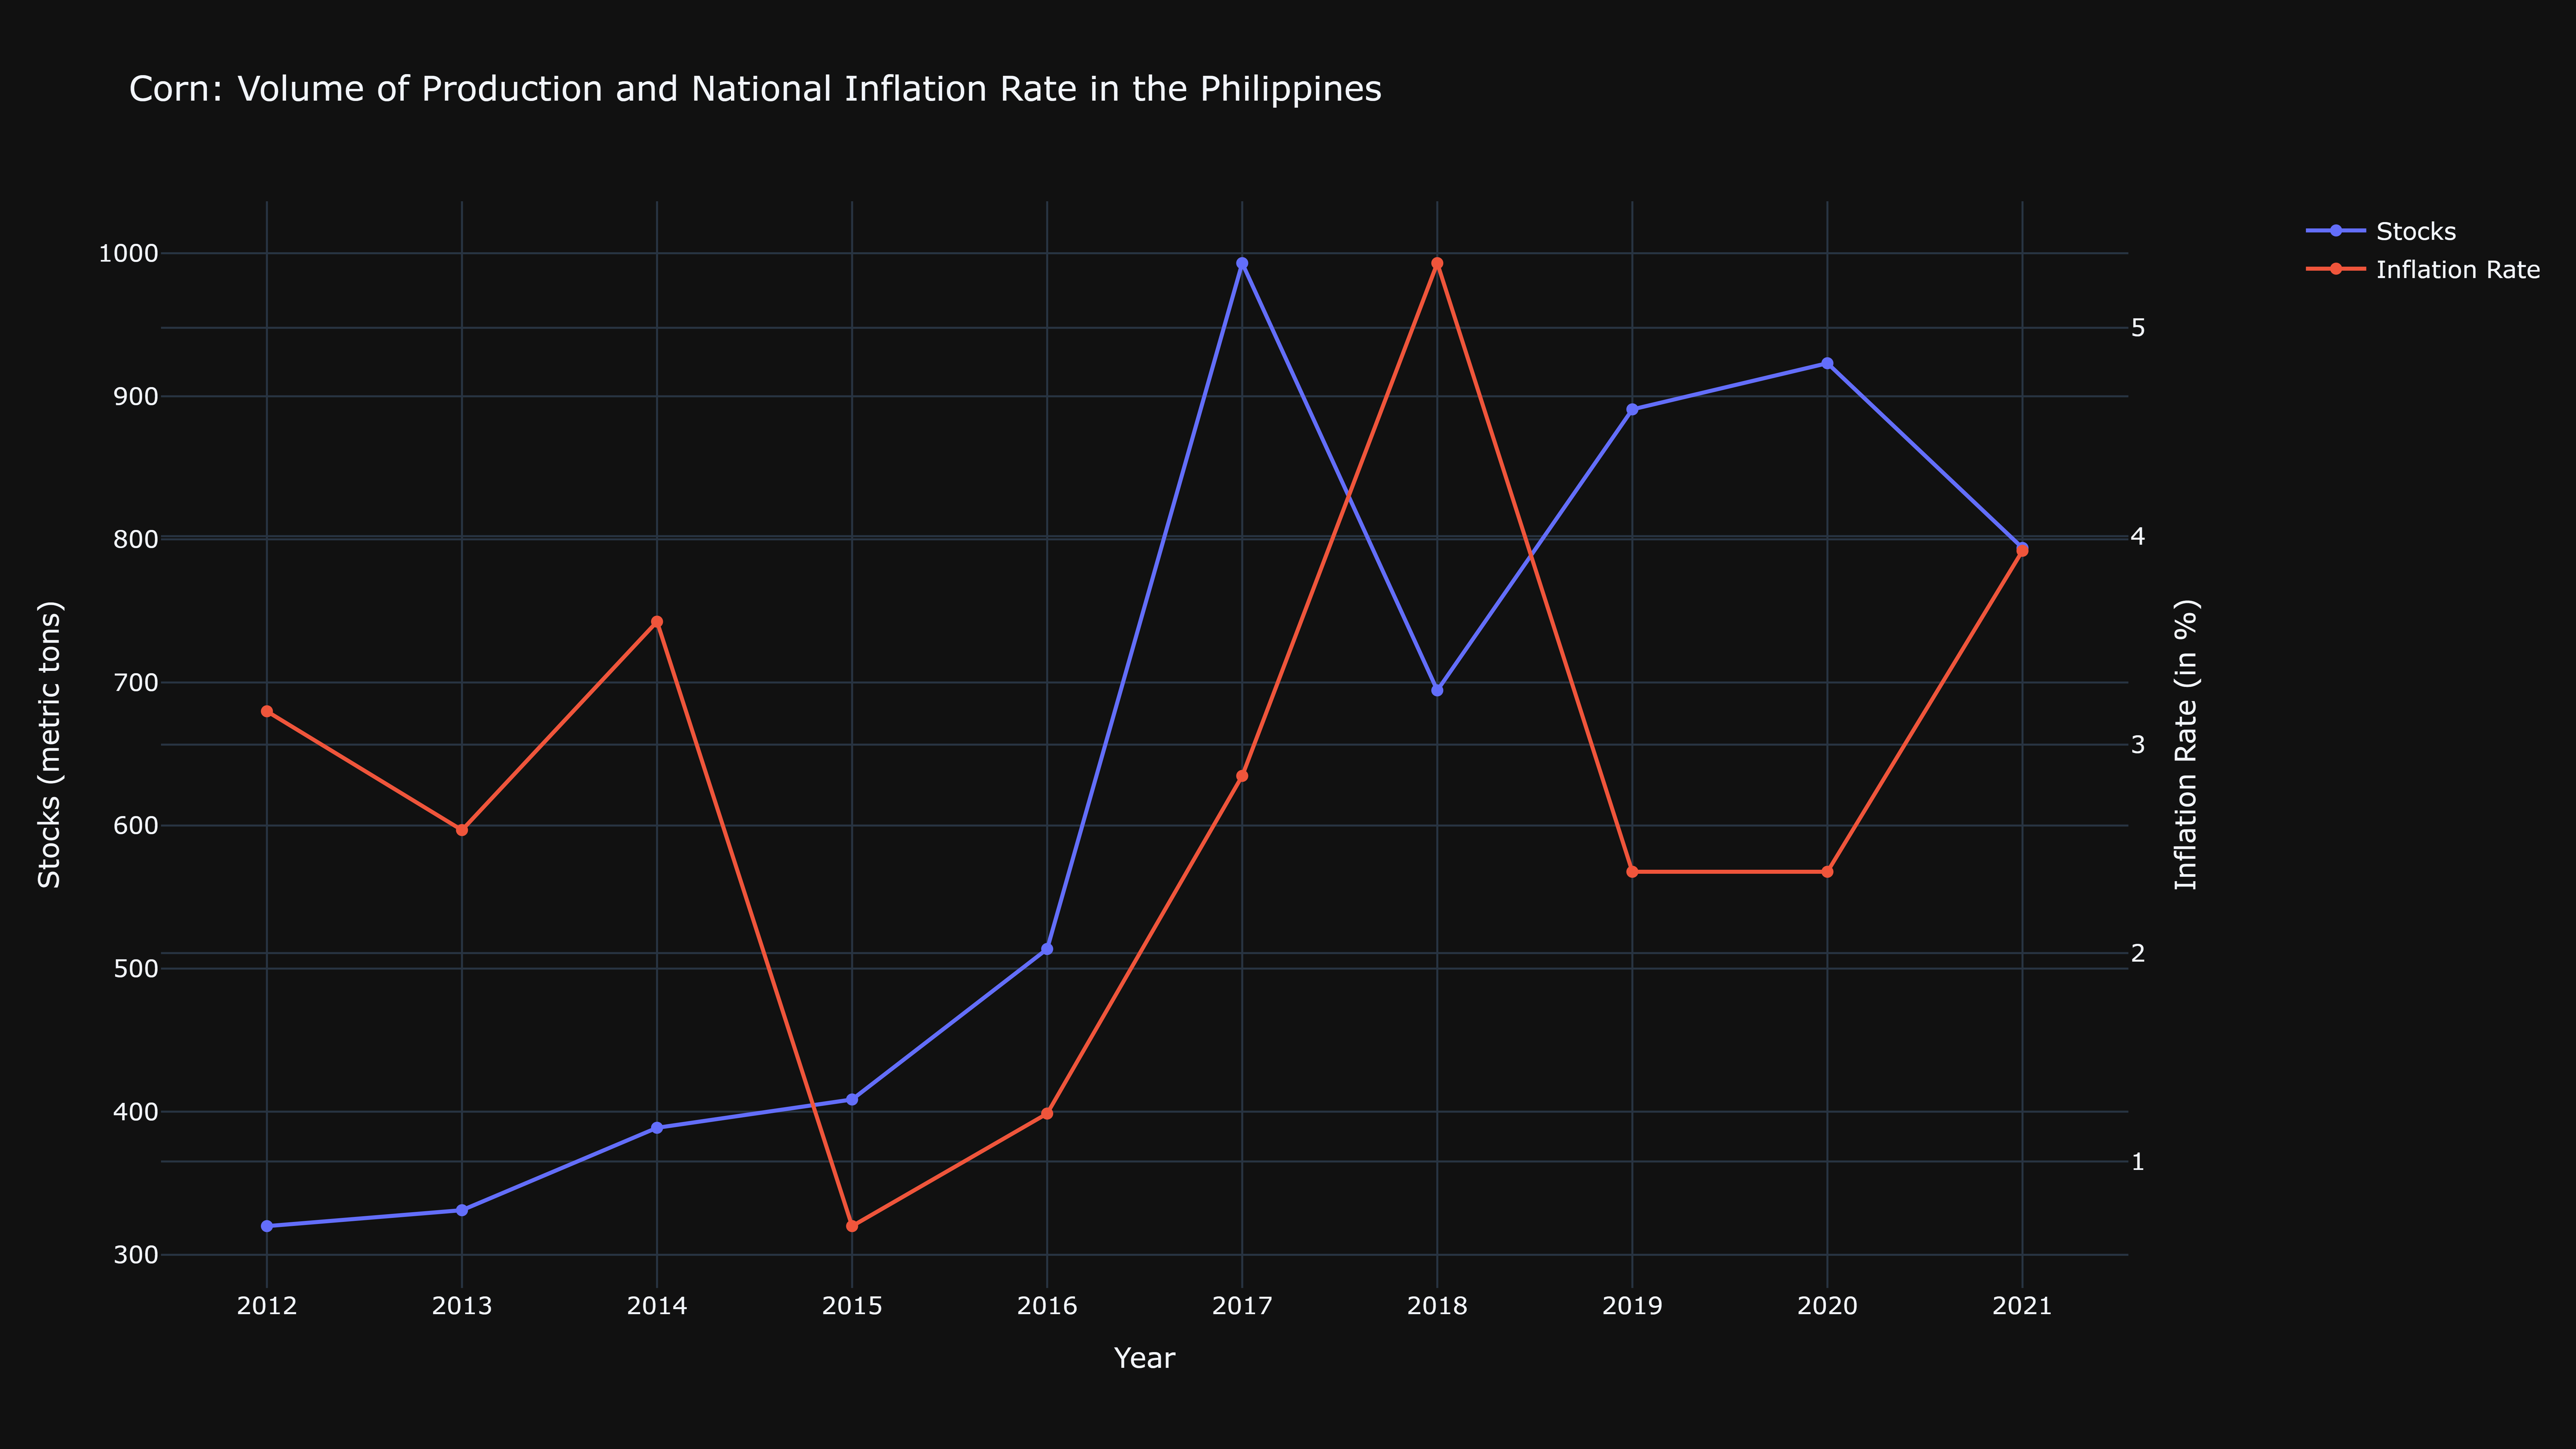 Corn: Volume of Production and National Inflation Rate in the Philippines
Stocks
Inflation Rate
1000
900
800
700
600
500
400
300
Stocks (metric tons)
5
4
3
2
1
Inflation Rate (in %)
2012 2013 2014 2015 2016 2017 2018 2019 2020 2021
Year